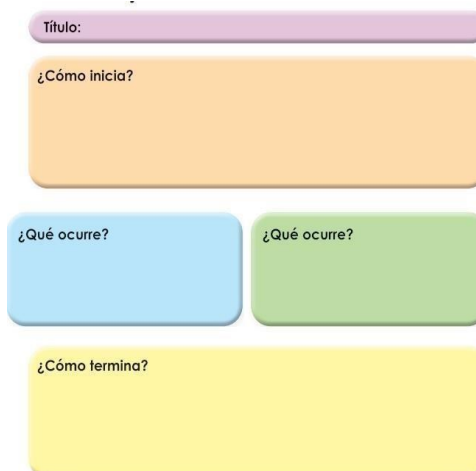 Título:
¿Cómo inicia?
¿Qué ocurre?
¿Qué ocurre?
¿Cómo termina?